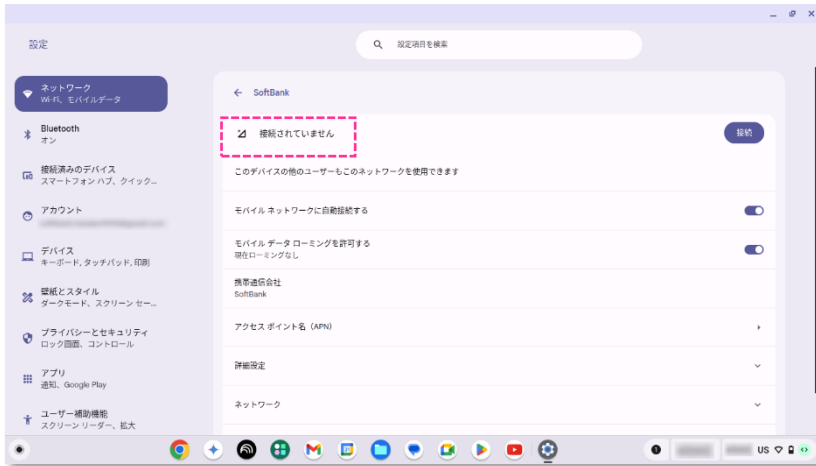 設定
設定項目を検索
ネットワーク
Wi-Fi、モバイルデータ
Bluetooth
オン
接続済みのデバイス
スマートフォン ハブ、クイック...
アカウント
デバイス
キーボード, タッチパッド, 印刷
壁紙とスタイル
ダークモード、スクリーン セー...
プライバシーとセキュリティ
ロック画面、コントロール
アプリ
通知、Google Play
ユーザー補助機能
スクリーン リーダー、拡大
SoftBank
接続されていません
接続
このデバイスの他のユーザーもこのネットワークを使用できます
モバイル ネットワークに自動接続する
モバイル データ ローミングを許可する
現在ローミングなし
携帯通信会社
SoftBank
アクセス ポイント名（APN）
詳細設定
ネットワーク
US